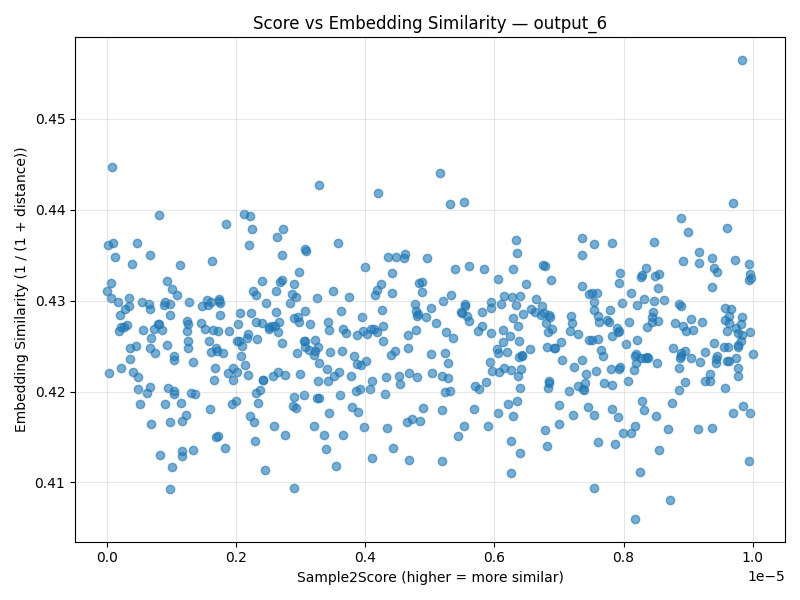 Score vs Embedding Similarity — output_6
Embedding Similarity (1 / (1 + distance))
0.45
0.44
0.43
0.42
0.41
0.0 0.2 0.4 0.6 0.8 1.0
1e−5
Sample2Score (higher = more similar)